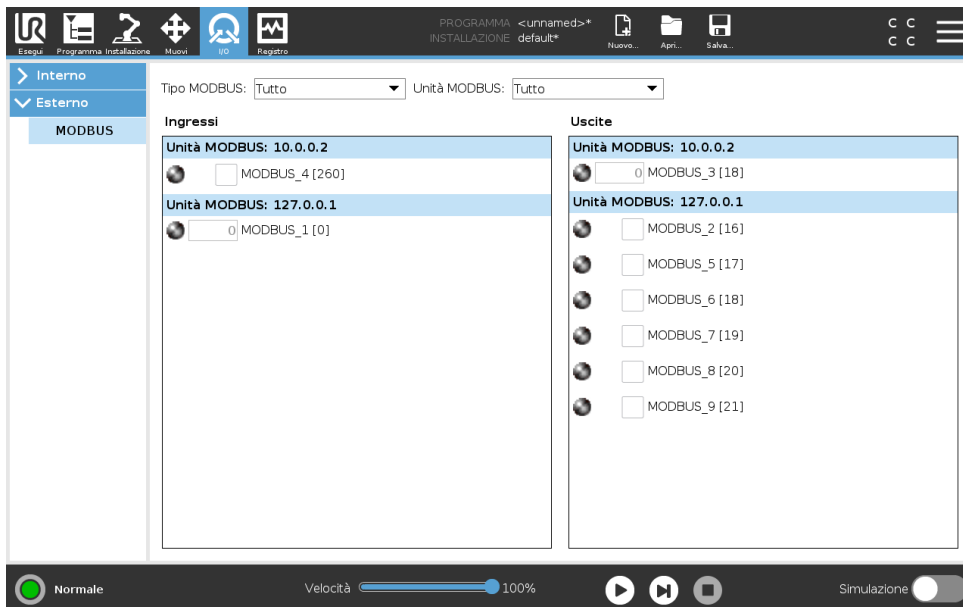 PROGRAMMA <unnamed>*
INSTALLAZIONE default*
Esegui Programma Installazione Muovi I/O Registro Nuovo... Apri... Salva...
C C
C C
Interno
Esterno
MODBUS
Tipo MODBUS: Tutto Unità MODBUS: Tutto
Ingressi
Unità MODBUS: 10.0.0.2
MODBUS_4 [260]
Unità MODBUS: 127.0.0.1
0 MODBUS_1 [0]
Uscite
Unità MODBUS: 10.0.0.2
0 MODBUS_3 [18]
Unità MODBUS: 127.0.0.1
MODBUS_2 [16]
MODBUS_5 [17]
MODBUS_6 [18]
MODBUS_7 [19]
MODBUS_8 [20]
MODBUS_9 [21]
Normale Velocità 100% Simulazione